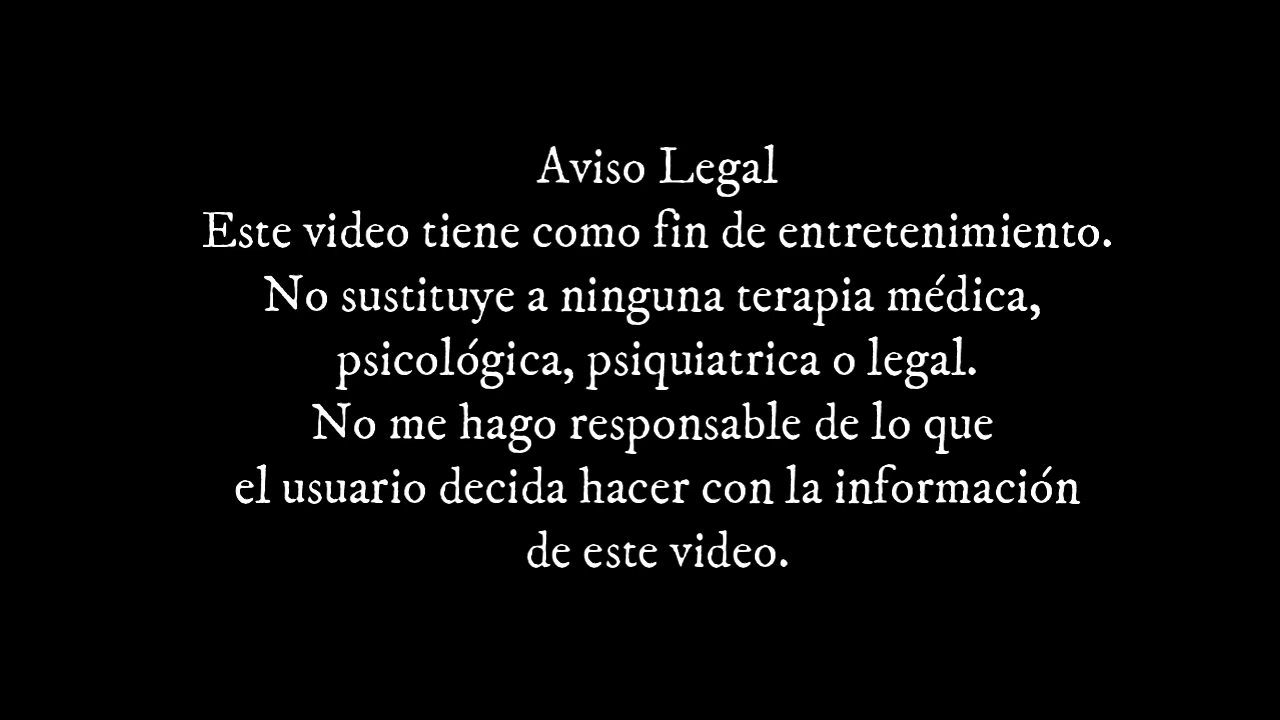 Aviso Legal
Este video tiene como fin de entretenimiento.
No sustituye a ninguna terapia médica,
psicológica, psiquiatrica o legal.
No me hago responsable de lo que
el usuario decida hacer con la información
de este video.